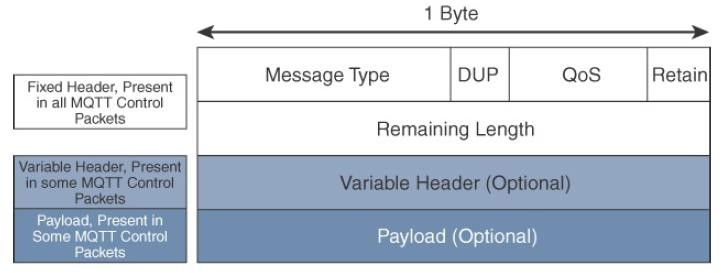 1 Byte
Message Type DUP QoS Retain
Fixed Header, Present
in all MQTT Control
Packets
Remaining Length
Variable Header, Present
in some MQTT Control
Packets
Variable Header (Optional)
Payload, Present in
Some MQTT Control
Packets
Payload (Optional)